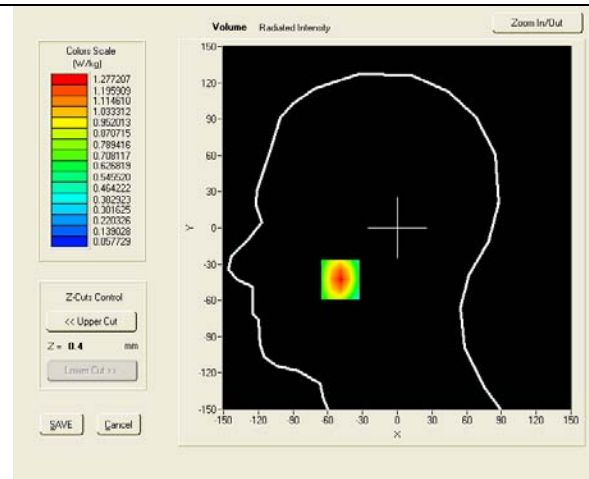 Volume Radiated Intensity
Zoom In/Out
Colors Scale
(W/kg)
1.277207
1.195909
1.114610
1.033312
0.952013
0.870715
0.789416
0.708117
0.626819
0.545520
0.464222
0.382923
0.301625
0.220326
0.139028
0.057729
Z-Cuts Control
<< Upper Cut
Z = 0.4 mm
Lower Cut >>
SAVE Cancel
150
120
90
60
30
0
-30
-60
-90
-120
-150
Y
-150 -120 -90 -60 -30 0 30 60 90 120 150
X